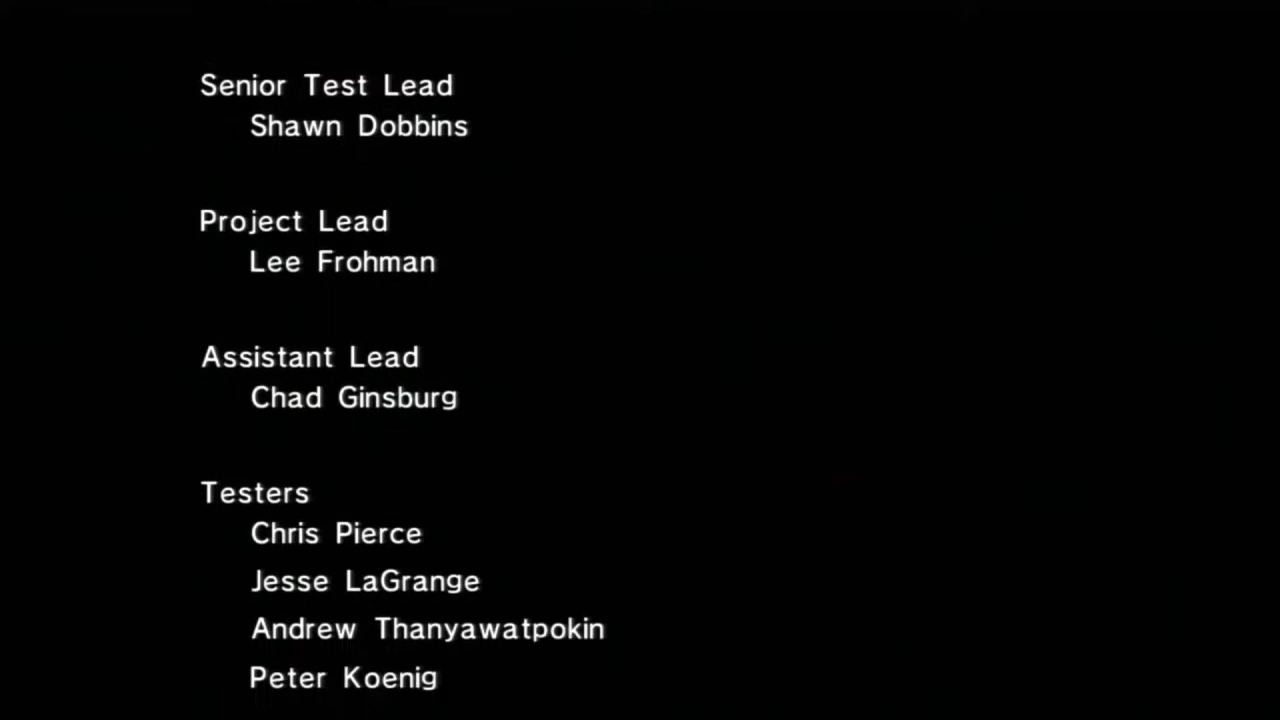 Senior Test Lead
Shawn Dobbins
Project Lead
Lee Frohman
Assistant Lead
Chad Ginsburg
Testers
Chris Pierce
Jesse LaGrange
Andrew Thanyawatpokin
Peter Koenig